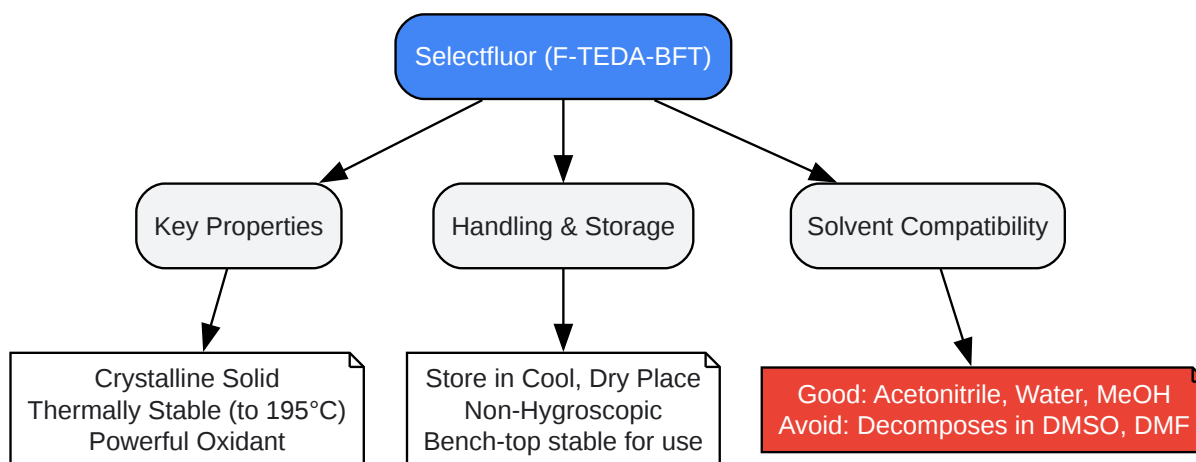 Selectfluor (F-TEDA-BFT)
Key Properties
Handling & Storage
Solvent Compatibility
Crystalline Solid
Thermally Stable (to 195°C)
Powerful Oxidant
Store in Cool, Dry Place
Non-Hygroscopic
Bench-top stable for use
Good: Acetonitrile, Water, MeOH
Avoid: Decomposes in DMSO, DMF